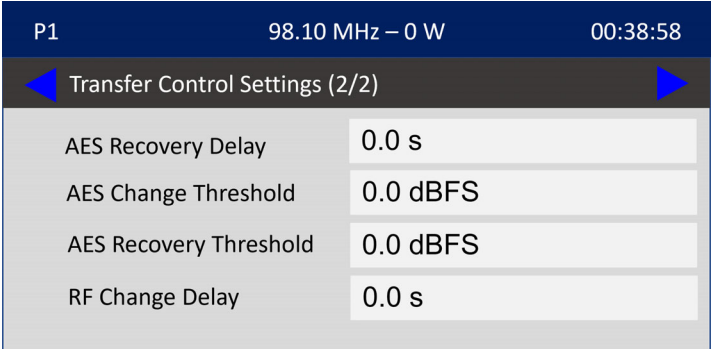 P1 98.10 MHz – 0 W 00:38:58
Transfer Control Settings (2/2)
AES Recovery Delay 0.0 s
AES Change Threshold 0.0 dBFS
AES Recovery Threshold 0.0 dBFS
RF Change Delay 0.0 s